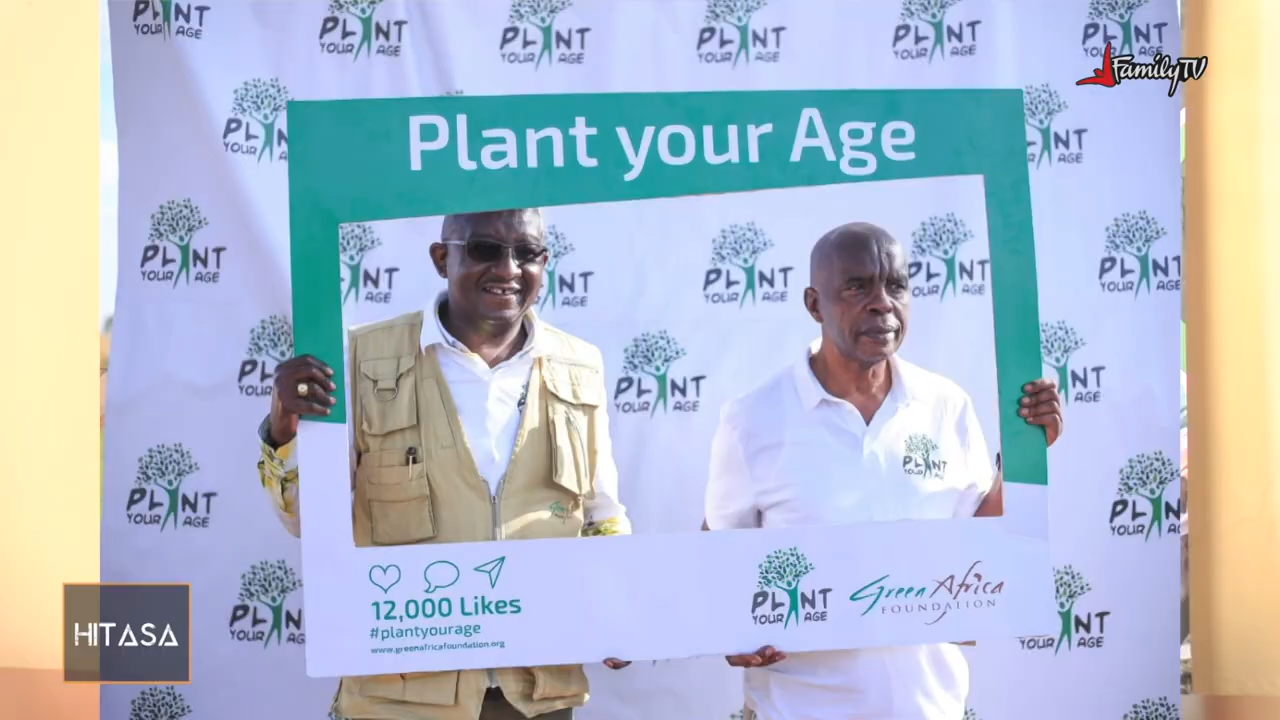 FamilyTV
Plant your Age
PLANT
YOUR AGE
12,000 Likes
#plantyourage
www.greenafricafoundation.org
PLANT
YOUR AGE
Green Africa
FOUNDATION
HITASA